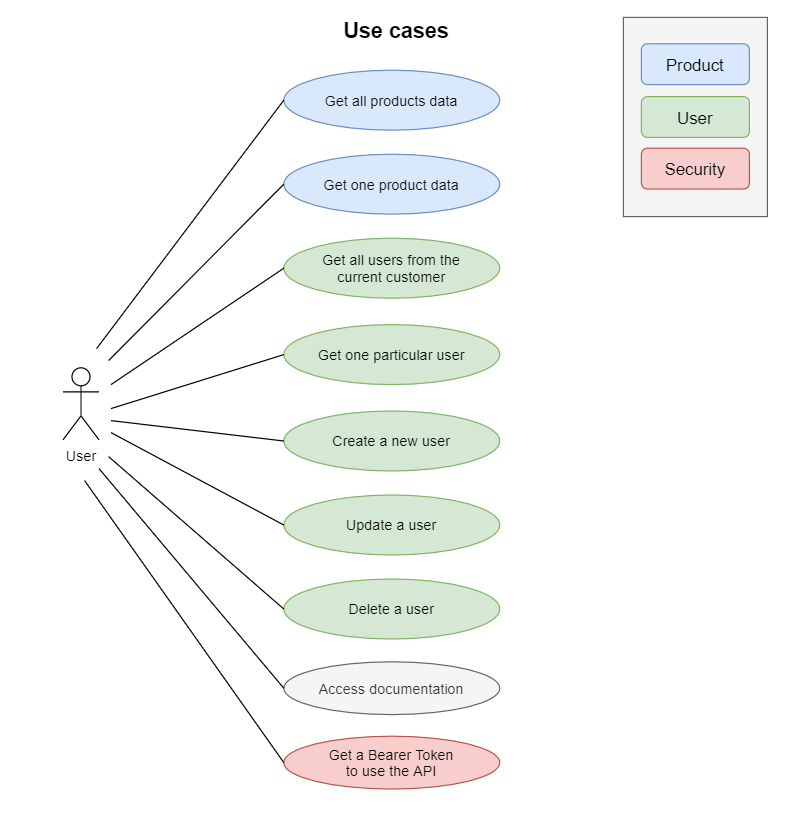 Use cases
Product
User
Security
Get all products data
Get one product data
Get all users from the
current customer
Get one particular user
Create a new user
User
Update a user
Delete a user
Access documentation
Get a Bearer Token
to use the API